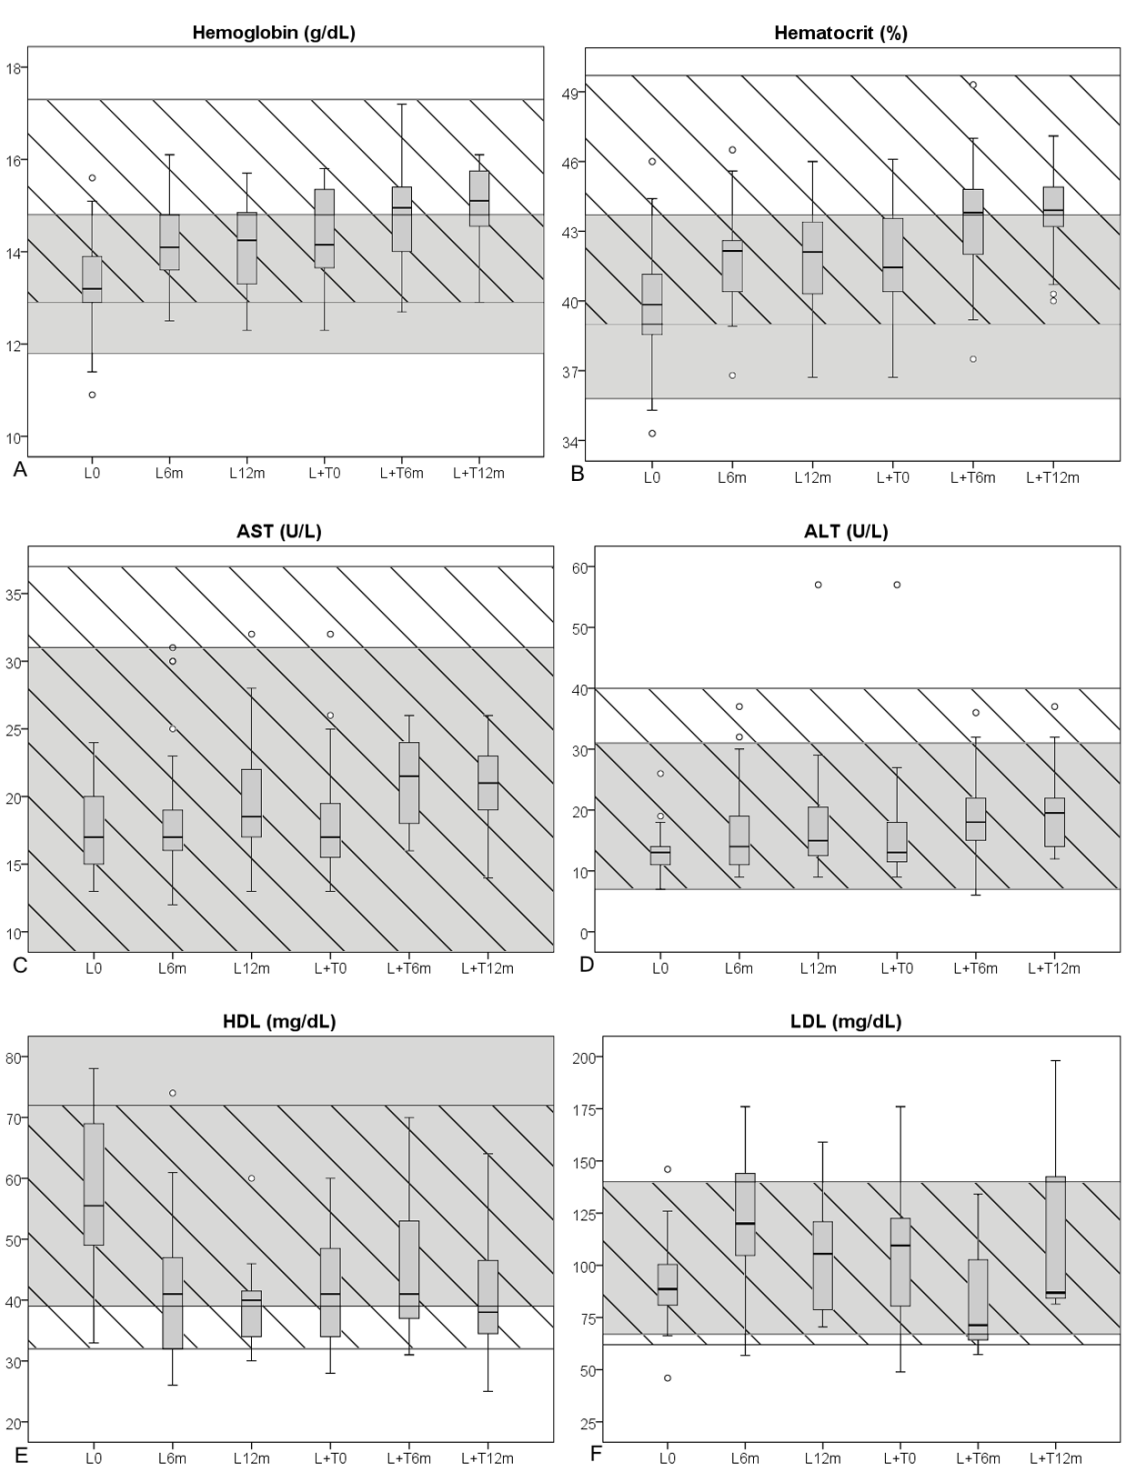 Hemoglobin (g/dL)
18
16
14
12
10
A
L0 L6m L12m L+T0 L+T6m L+T12m
Hematocrit (%)
49
46
43
40
37
34
B
L0 L6m L12m L+T0 L+T6m L+T12m
AST (U/L)
35
30
25
20
15
10
C
L0 L6m L12m L+T0 L+T6m L+T12m
ALT (U/L)
60
50
40
30
20
10
0
D
L0 L6m L12m L+T0 L+T6m L+T12m
HDL (mg/dL)
80
70
60
50
40
30
20
E
L0 L6m L12m L+T0 L+T6m L+T12m
LDL (mg/dL)
200
175
150
125
100
75
50
25
F
L0 L6m L12m L+T0 L+T6m L+T12m